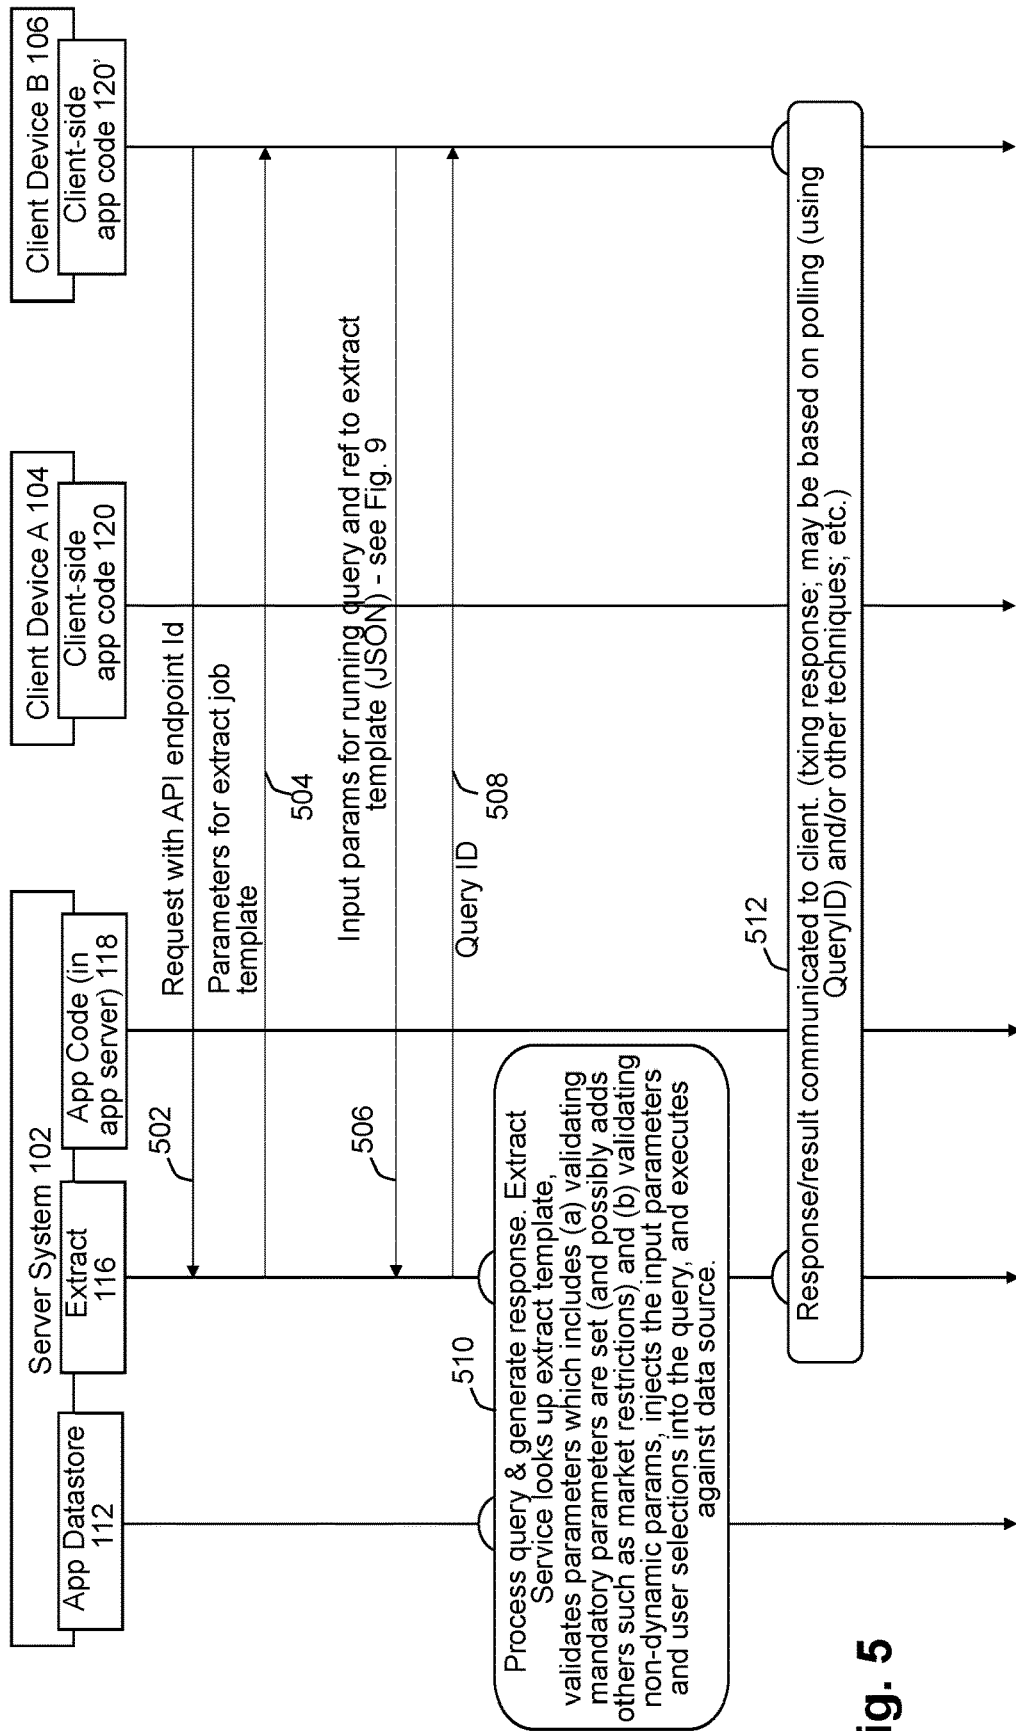 Server System 102
App Datastore
112
Extract
116
App Code (in
app server) 118
Client Device A 104
Client-side
app code 120
Client Device B 106
Client-side
app code 120'
502
Request with API endpoint Id
Parameters for extract job
template
504
506
Input params for running query and ref to extract
template (JSON) - see Fig. 9
Query ID
508
510
Process query & generate response. Extract
Service looks up extract template,
validates parameters which includes (a) validating
mandatory parameters are set (and possibly adds
others such as market restrictions) and (b) validating
non-dynamic params, injects the input parameters
and user selections into the query, and executes
against data source.
512
Response/result communicated to client. (txing response; may be based on polling (using
QueryID) and/or other techniques; etc.)
ig. 5